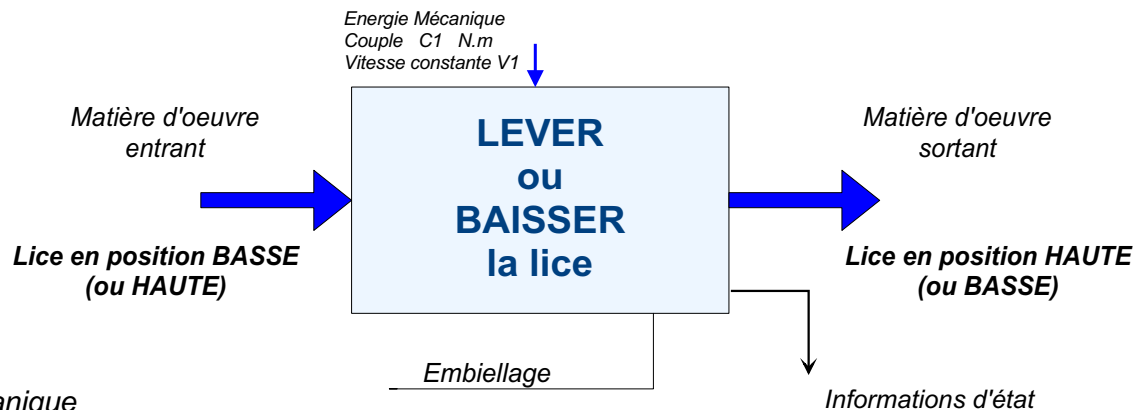 Energie Mécanique
Couple C1 N.m
Vitesse constante V1
Matière d'oeuvre
entrant
LEVER
ou
BAISSER
la lice
Matière d'oeuvre
sortant
Lice en position BASSE
(ou HAUTE)
Lice en position HAUTE
(ou BASSE)
Embiellage
Informations d'état